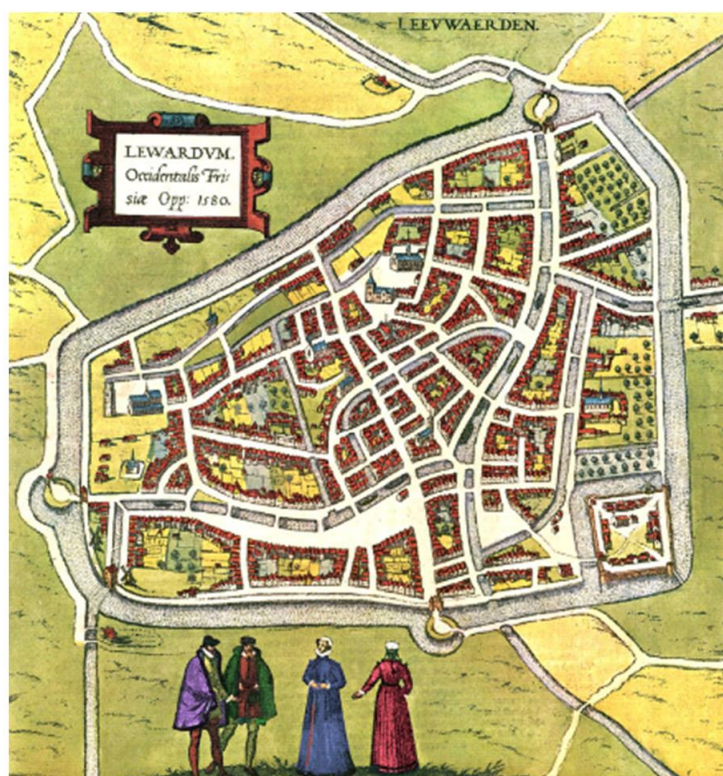 LEEVWAERDEN.
LEWARDVM.
Occidentalis Fri:
siæ Opp: 1580.